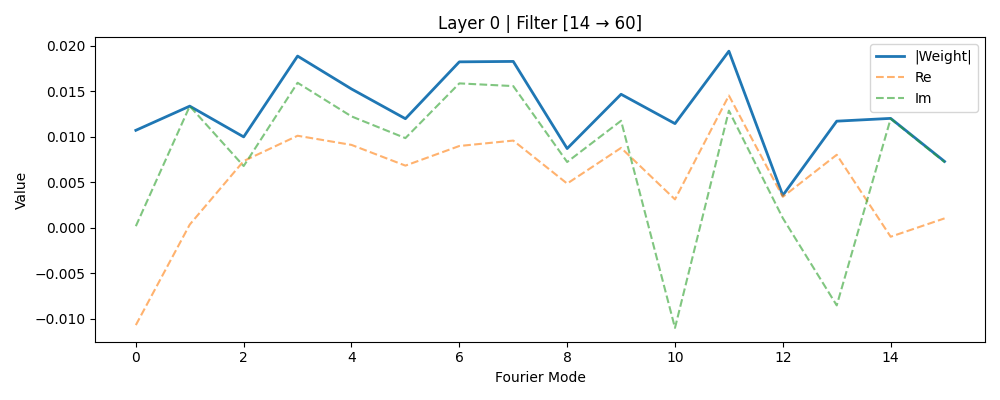 Layer 0 | Filter [14 → 60]
Value
0.020
0.015
0.010
0.005
0.000
−0.005
−0.010
|Weight|
Re
Im
0 2 4 6 8 10 12 14
Fourier Mode